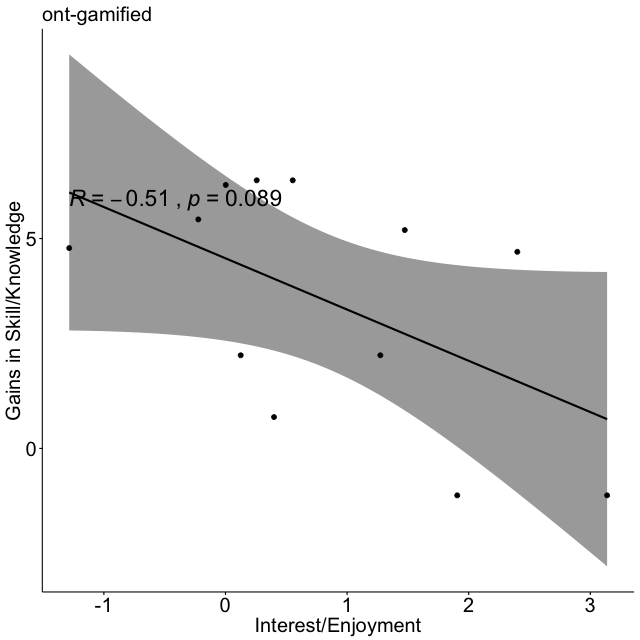 ont-gamified
R = −0.51 , p = 0.089
Gains in Skill/Knowledge
5
0
-1 0 1 2 3
Interest/Enjoyment